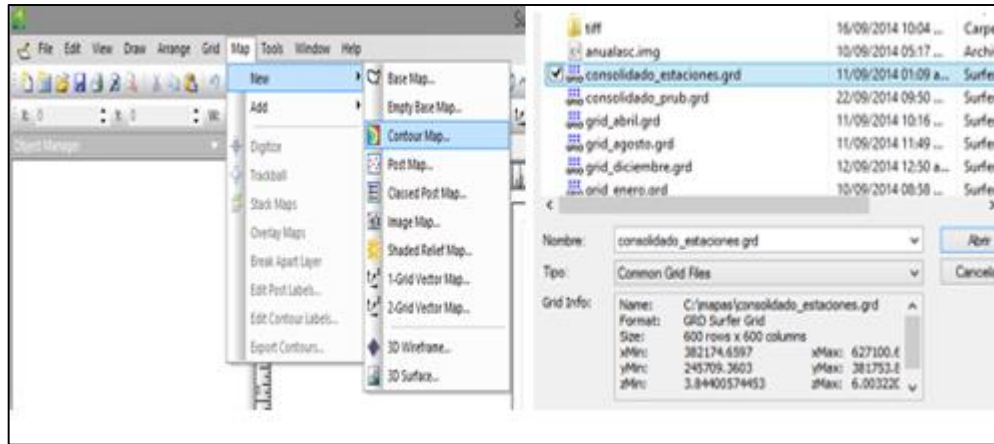 File Edit View Draw Arrange Grid Map Tools Window Help
X: 0
Y: 0
W:
Object Manager
New
Add
Digitize
Trackball
Stack Maps
Overlay Maps
Break Apart Layer
Edit Post Labels...
Edit Contour Labels...
Export Contours...
Base Map...
Empty Base Map...
Contour Map...
Post Map...
Classed Post Map...
Image Map...
Shaded Relief Map...
1-Grid Vector Map...
2-Grid Vector Map...
3D Wireframe...
3D Surface...
tiff 16/09/2014 10:04 ... Carpe
anualasc.img 10/09/2014 05:17 ... Archi
consolidado_estaciones.grd 11/09/2014 01:09 a... Surfe
consolidado_prub.grd 22/09/2014 09:50 ... Surfe
grid_abril.grd 11/09/2014 10:16 ... Surfe
grid_agosto.grd 11/09/2014 11:49 ... Surfe
grid_diciembre.grd 12/09/2014 12:50 a... Surfe
grid_enero.grd 10/09/2014 08:58 ... Surfe
Nombre: consolidado_estaciones.grd Abrir
Tipo: Common Grid Files Cancela
Grid Info:
Name: C:\mapas\consolidado_estaciones.grd
Format: GRD Surfer Grid
Size: 600 rows x 600 columns
xMin: 382174.6597 xMax: 627100.6
yMin: 245709.3603 yMax: 381753.8
zMin: 3.84400574453 zMax: 6.003220